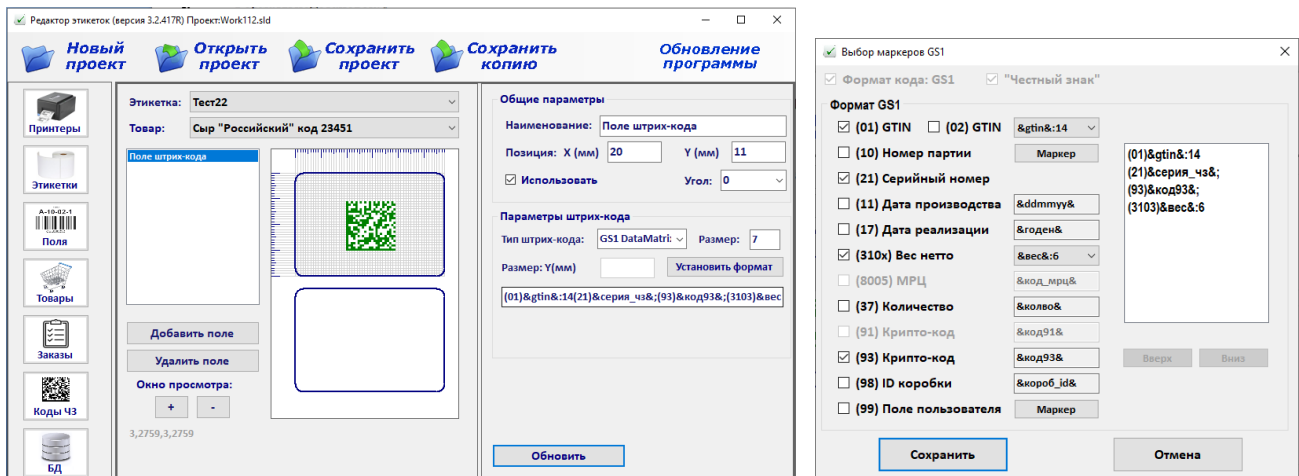 Редактор этикеток (версия 3.2.417R) Проект:Work112.sld
Новый проект
Открыть проект
Сохранить проект
Сохранить копию
Обновление программы
Принтеры
Этикетки
A-10-02-1
Поля
Товары
Заказы
Коды ЧЗ
БД
Этикетка: Тест22
Товар: Сыр "Российский" код 23451
Поле штрих-кода
Добавить поле
Удалить поле
Окно просмотра:
+ -
3,2759,3,2759
Общие параметры
Наименование: Поле штрих-кода
Позиция: X (мм) 20 Y (мм) 11
Использовать Угол: 0
Параметры штрих-кода
Тип штрих-кода: GS1 DataMatri: Размер: 7
Размер: Y(мм) Установить формат
(01)&gtin&:14(21)&серия_чз&;(93)&код93&;(3103)&вес
Обновить
Выбор маркеров GS1
Формат кода: GS1 "Честный знак"
Формат GS1
(01) GTIN (02) GTIN &gtin&:14
(10) Номер партии Маркер
(21) Серийный номер
(11) Дата производства &ddmmyy&
(17) Дата реализации &годен&
(310x) Вес нетто &вес&:6
(8005) МРЦ &код_мрц&
(37) Количество &колво&
(91) Крипто-код &код91&
(93) Крипто-код &код93&
(98) ID коробки &короб_id&
(99) Поле пользователя Маркер
(01)&gtin&:14
(21)&серия_чз&;
(93)&код93&;
(3103)&вес&:6
Вверх Вниз
Сохранить Отмена